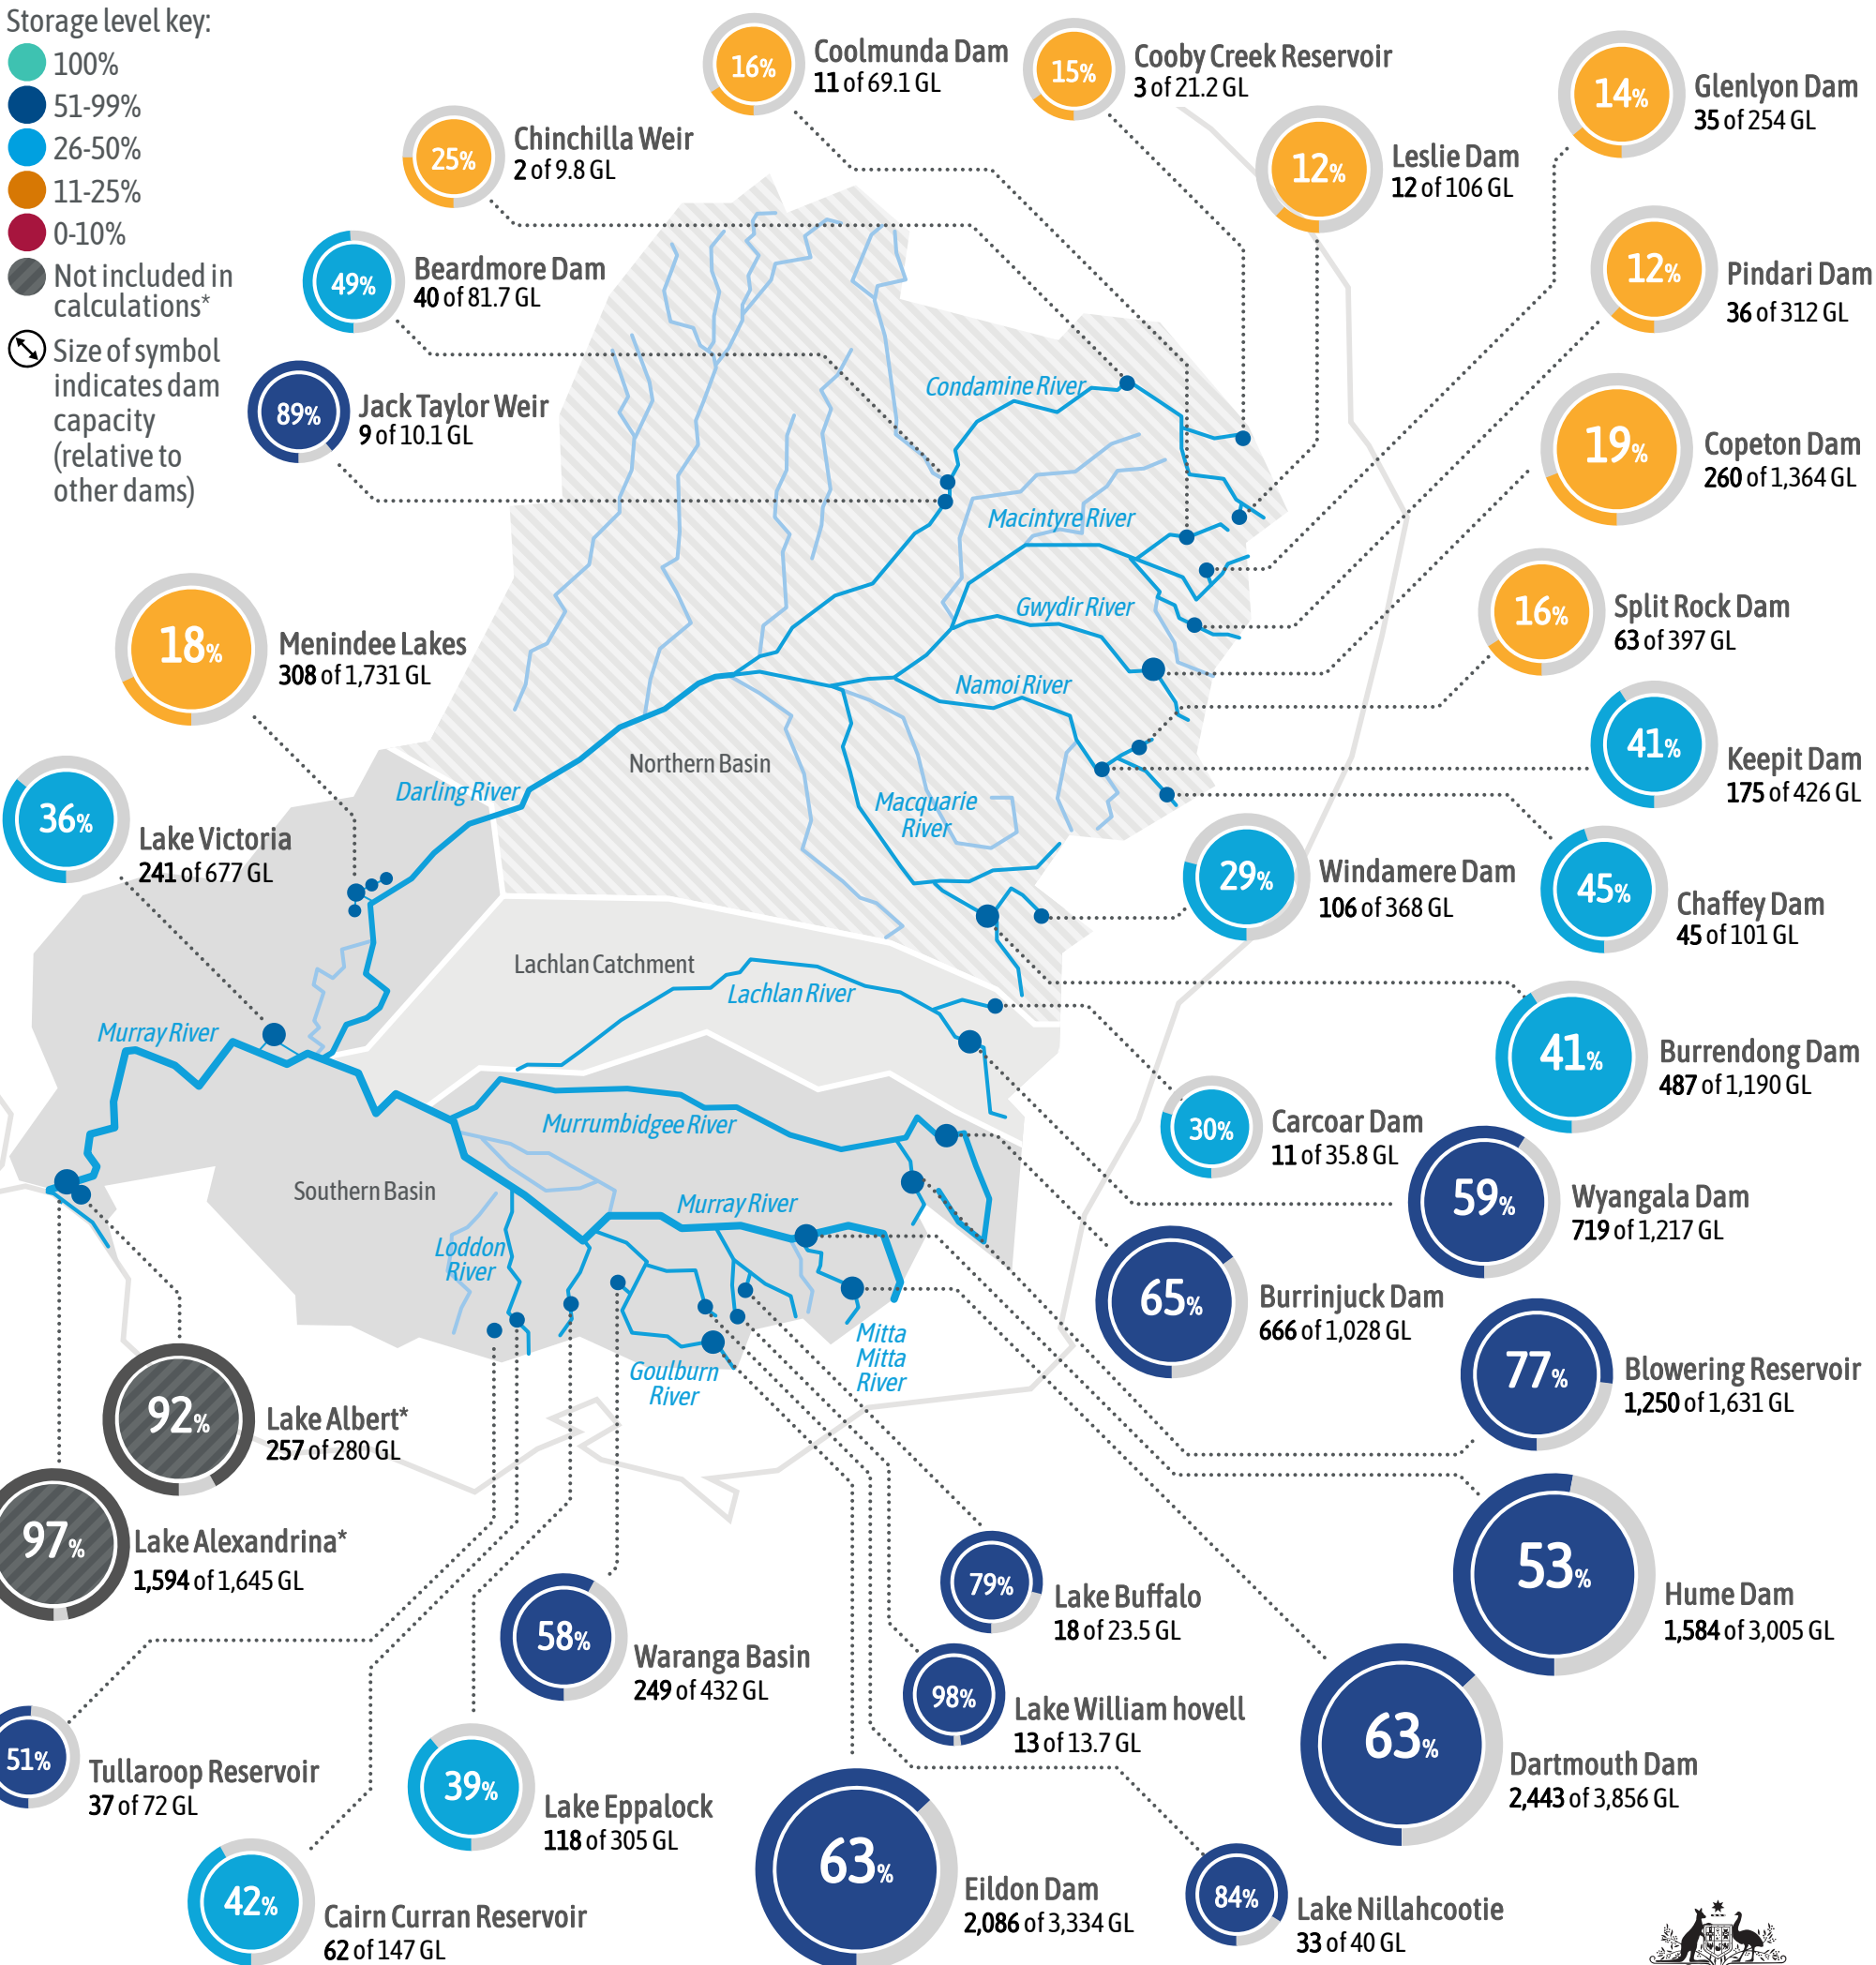 Storage level key:
100%
51-99%
26-50%
11-25%
0-10%
Not included in
calculations*
Size of symbol
indicates dam
capacity
(relative to
other dams)
16%
Coolmunda Dam
11 of 69.1 GL
15%
Cooby Creek Reservoir
3 of 21.2 GL
14%
Glenlyon Dam
35 of 254 GL
25%
Chinchilla Weir
2 of 9.8 GL
12%
Leslie Dam
12 of 106 GL
49%
Beardmore Dam
40 of 81.7 GL
12%
Pindari Dam
36 of 312 GL
89%
Jack Taylor Weir
9 of 10.1 GL
Condamine River
19%
Copeton Dam
260 of 1,364 GL
Macintyre River
Gwydir River
16%
Split Rock Dam
63 of 397 GL
18%
Menindee Lakes
308 of 1,731 GL
Namoi River
41%
Keepit Dam
175 of 426 GL
Northern Basin
Darling River
Macquarie
River
36%
Lake Victoria
241 of 677 GL
29%
Windamere Dam
106 of 368 GL
45%
Chaffey Dam
45 of 101 GL
Lachlan Catchment
Lachlan River
Murray River
41%
Burrendong Dam
487 of 1,190 GL
Murrumbidgee River
30%
Carcoar Dam
11 of 35.8 GL
Southern Basin
Murray River
59%
Wyangala Dam
719 of 1,217 GL
Loddon
River
65%
Burrinjuck Dam
666 of 1,028 GL
Mitta
Mitta
River
Goulburn
River
77%
Blowering Reservoir
1,250 of 1,631 GL
92%
Lake Albert*
257 of 280 GL
97%
Lake Alexandrina*
1,594 of 1,645 GL
53%
Hume Dam
1,584 of 3,005 GL
79%
Lake Buffalo
18 of 23.5 GL
58%
Waranga Basin
249 of 432 GL
98%
Lake William hovell
13 of 13.7 GL
63%
Dartmouth Dam
2,443 of 3,856 GL
51%
Tullaroop Reservoir
37 of 72 GL
39%
Lake Eppalock
118 of 305 GL
63%
Eildon Dam
2,086 of 3,334 GL
84%
Lake Nillahcootie
33 of 40 GL
42%
Cairn Curran Reservoir
62 of 147 GL